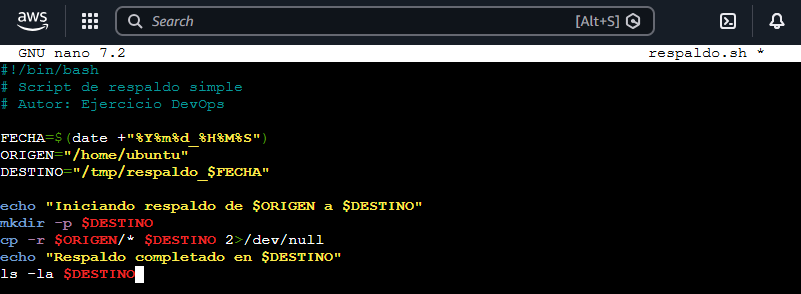 aws
Search [Alt+S]
GNU nano 7.2 respaldo.sh *
#!/bin/bash
# Script de respaldo simple
# Autor: Ejercicio DevOps
FECHA=$(date +"%Y%m%d_%H%M%S")
ORIGEN="/home/ubuntu"
DESTINO="/tmp/respaldo_$FECHA"
echo "Iniciando respaldo de $ORIGEN a $DESTINO"
mkdir -p $DESTINO
cp -r $ORIGEN/* $DESTINO 2>/dev/null
echo "Respaldo completado en $DESTINO"
ls -la $DESTINO